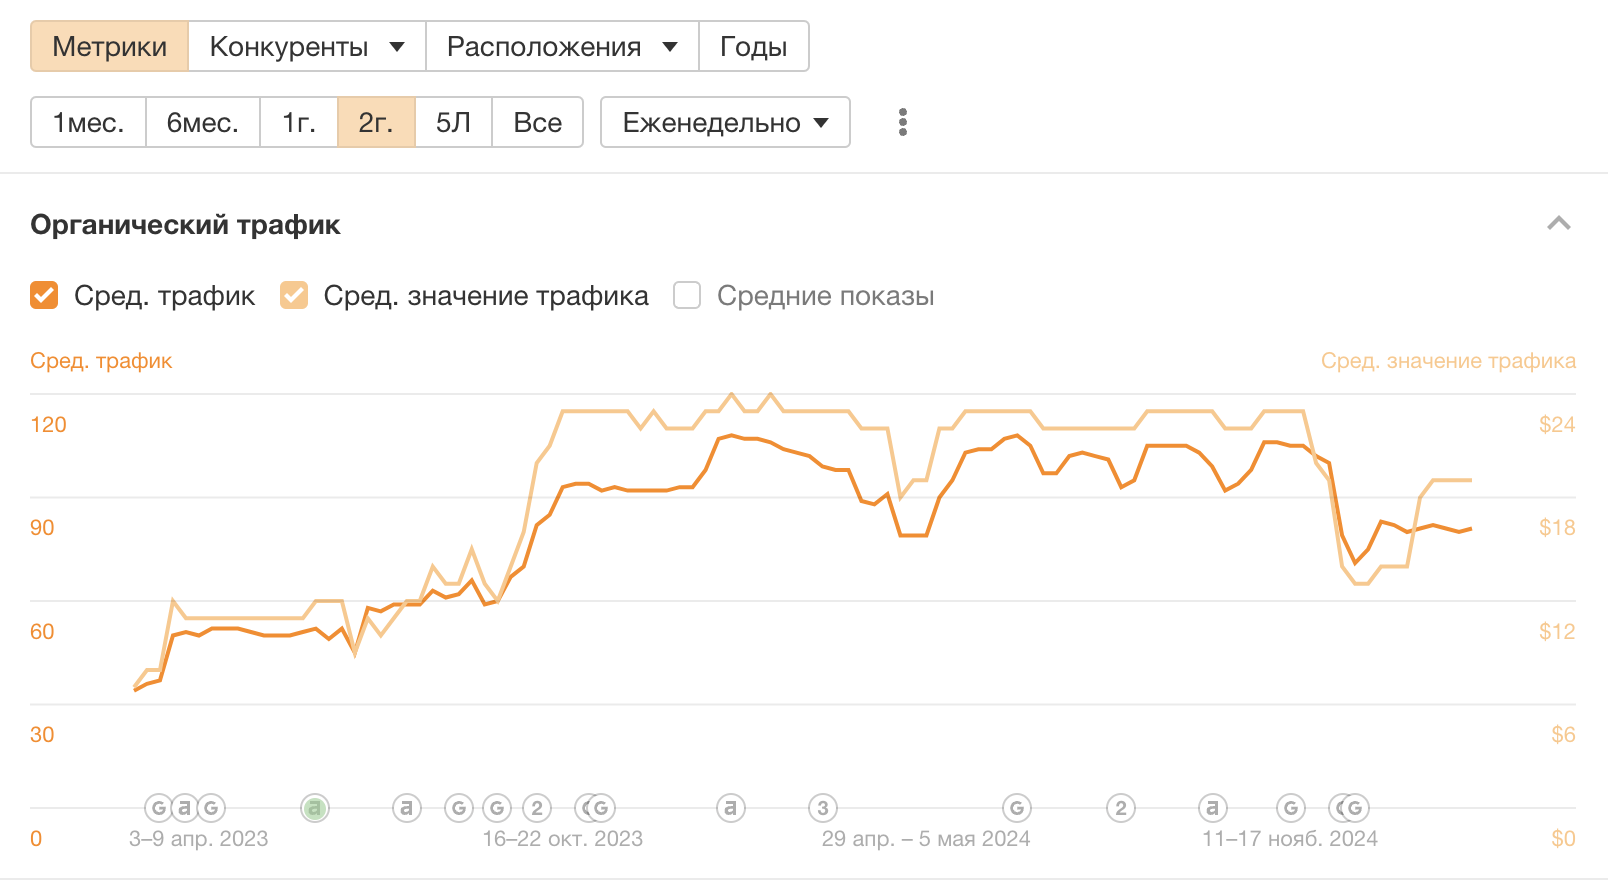 Метрики Конкуренты Расположения Годы
1мес. 6мес. 1г. 2г. 5Л Все Еженедельно
Органический трафик
Сред. трафик Сред. значение трафика Средние показы
Сред. трафик Сред. значение трафика
120 $24
90 $18
60 $12
30 $6
G a G a a G G 2 G G a 3 G 2 a G G G
3–9 апр. 2023 16–22 окт. 2023 29 апр. – 5 мая 2024 11–17 нояб. 2024
0 $0